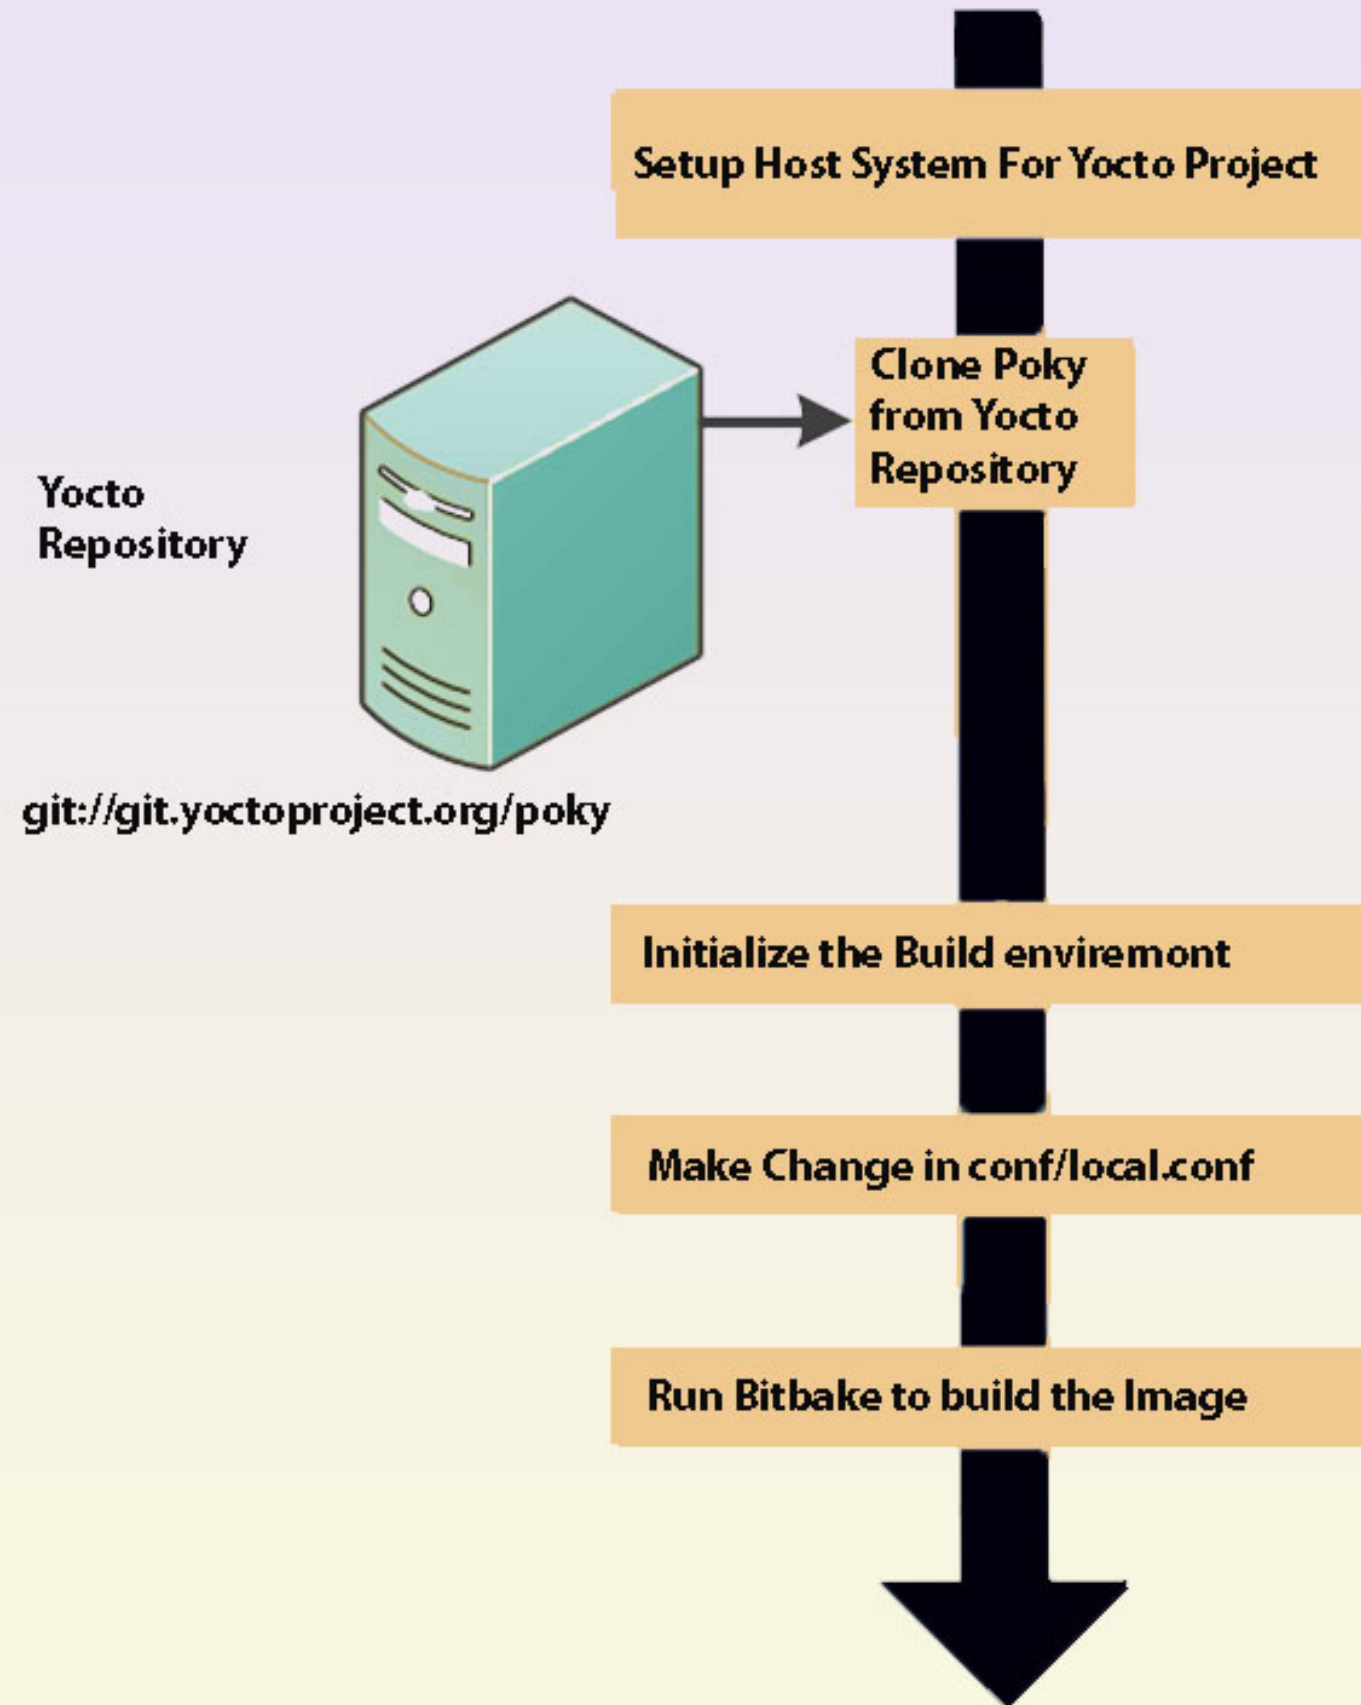 Setup Host System For Yocto Project
Clone Poky
from Yocto
Repository
Yocto
Repository
git://git.yoctoproject.org/poky
Initialize the Build enviremont
Make Change in conf/local.conf
Run Bitbake to build the Image